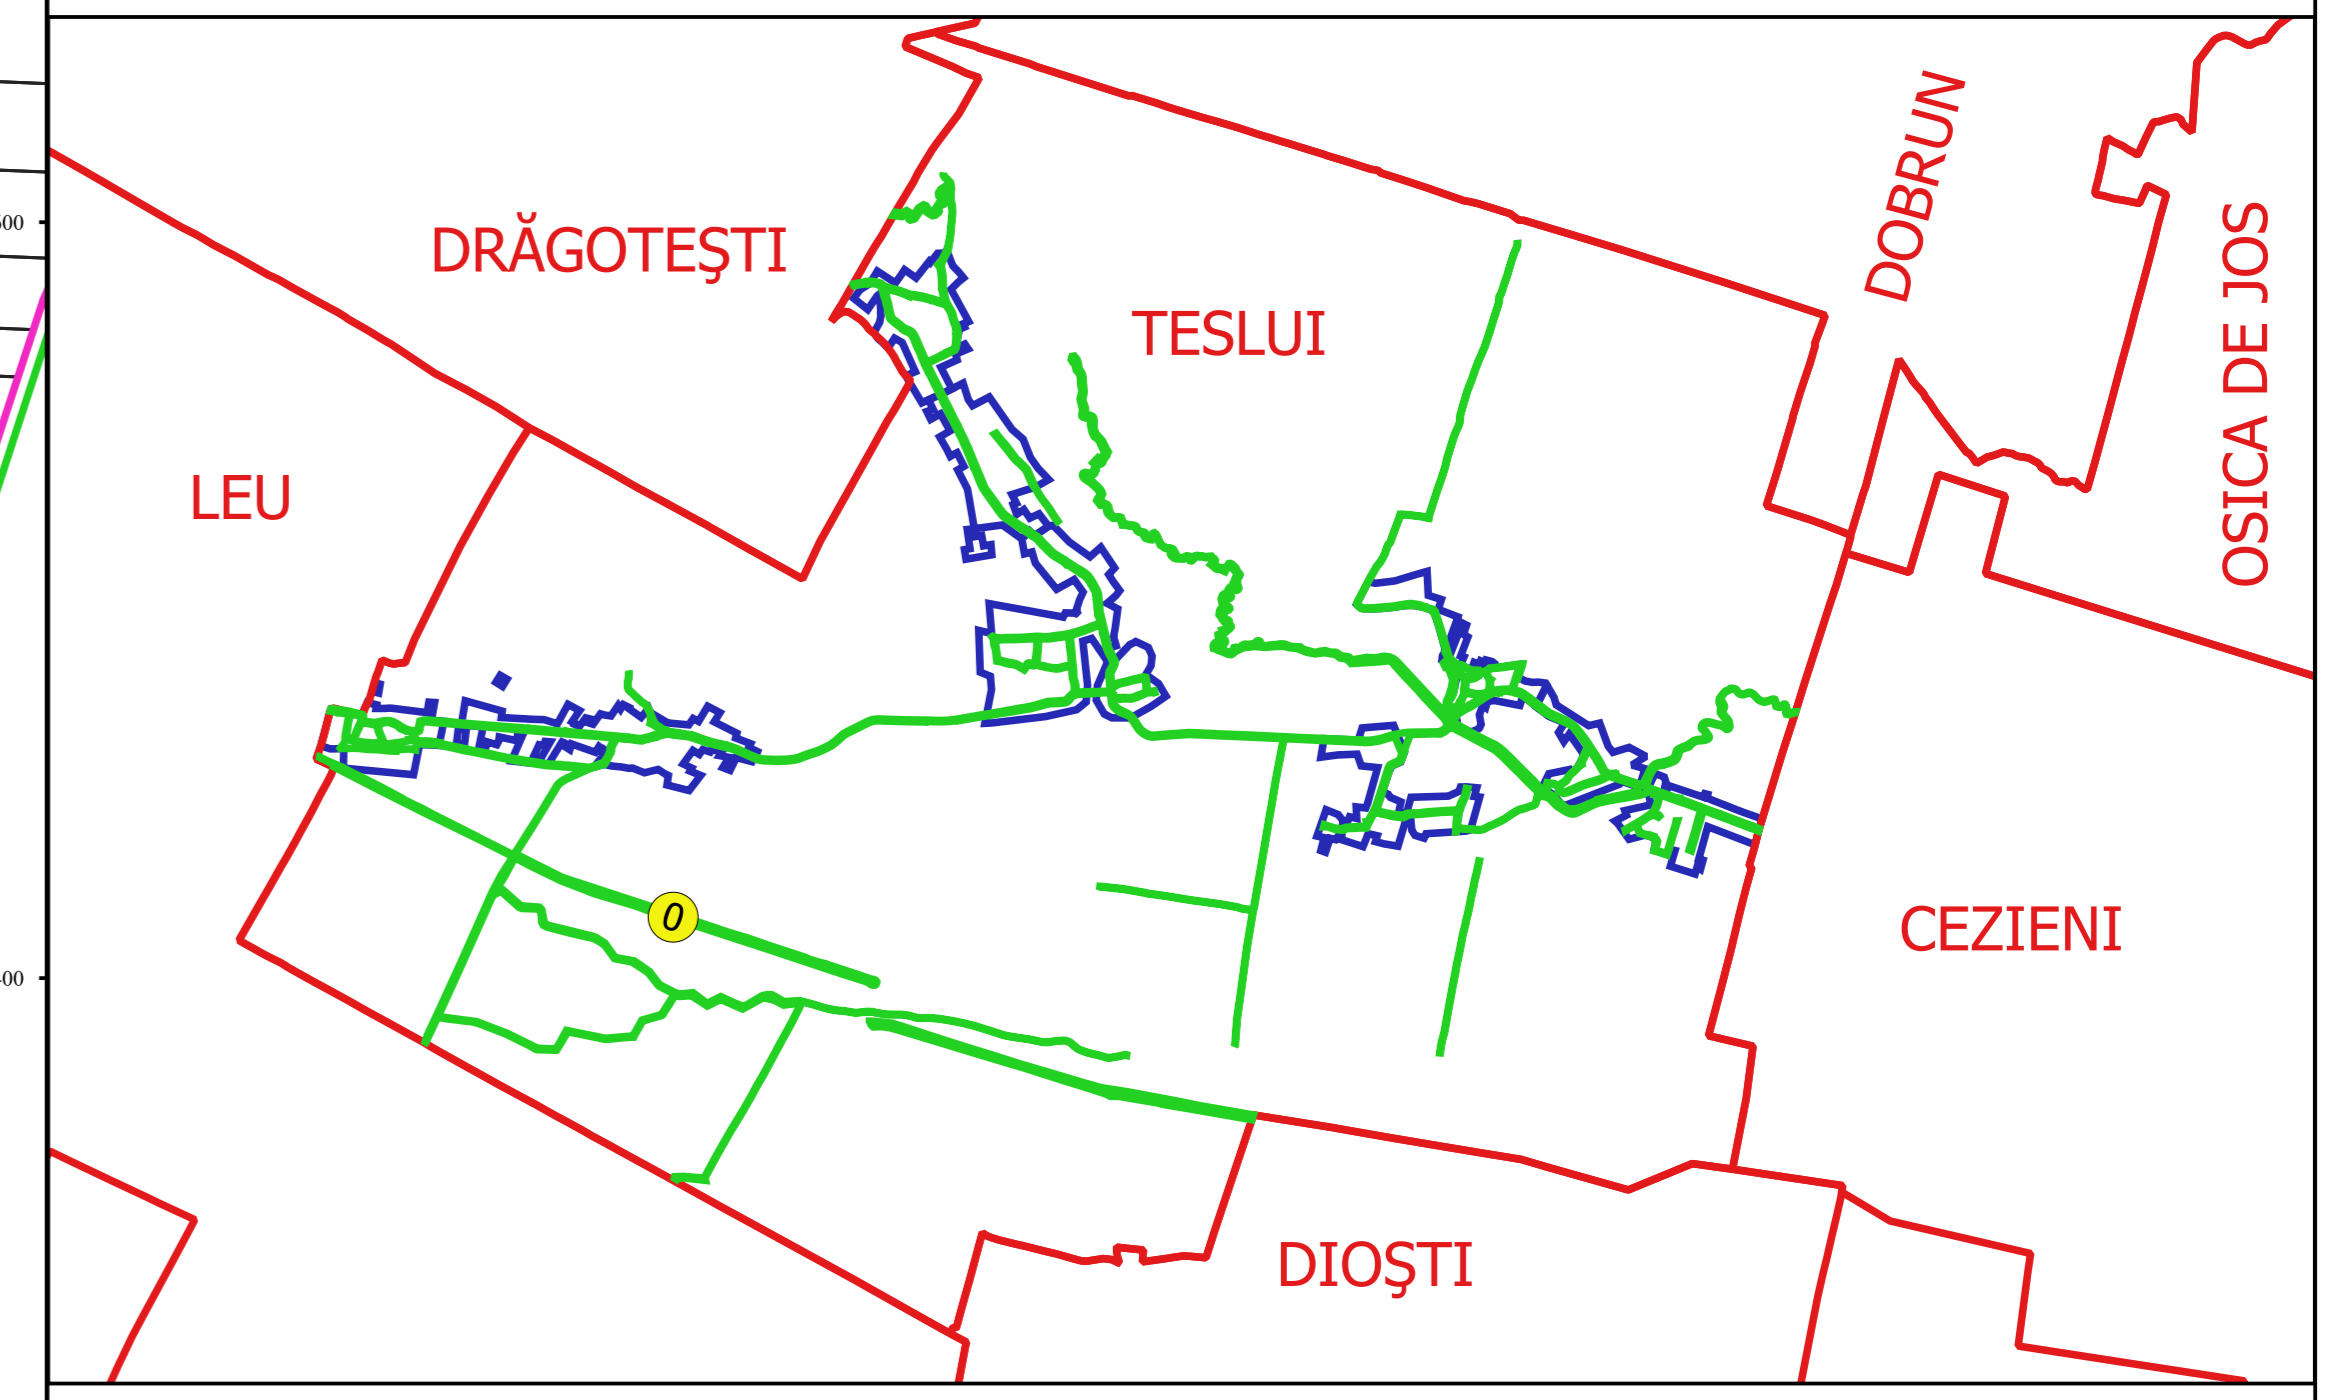 DOBRUN
DRĂGOTEŞTI
OSICA DE JOS
TESLUI
LEU
0
CEZIENI
DIOŞTI